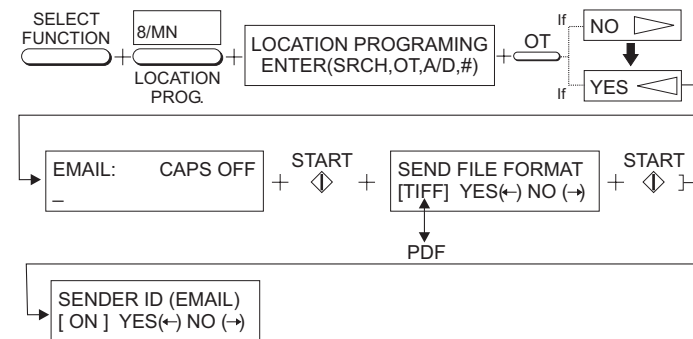 SELECT
FUNCTION
+
8/MN
LOCATION
PROG.
+
LOCATION PROGRAMING
ENTER(SRCH,OT,A/D,#)
+
OT
If
NO
If
YES
EMAIL: CAPS OFF
_
+
START
+
SEND FILE FORMAT
[TIFF] YES(←) NO (→)
+
START
PDF
SENDER ID (EMAIL)
[ ON ] YES(←) NO (→)